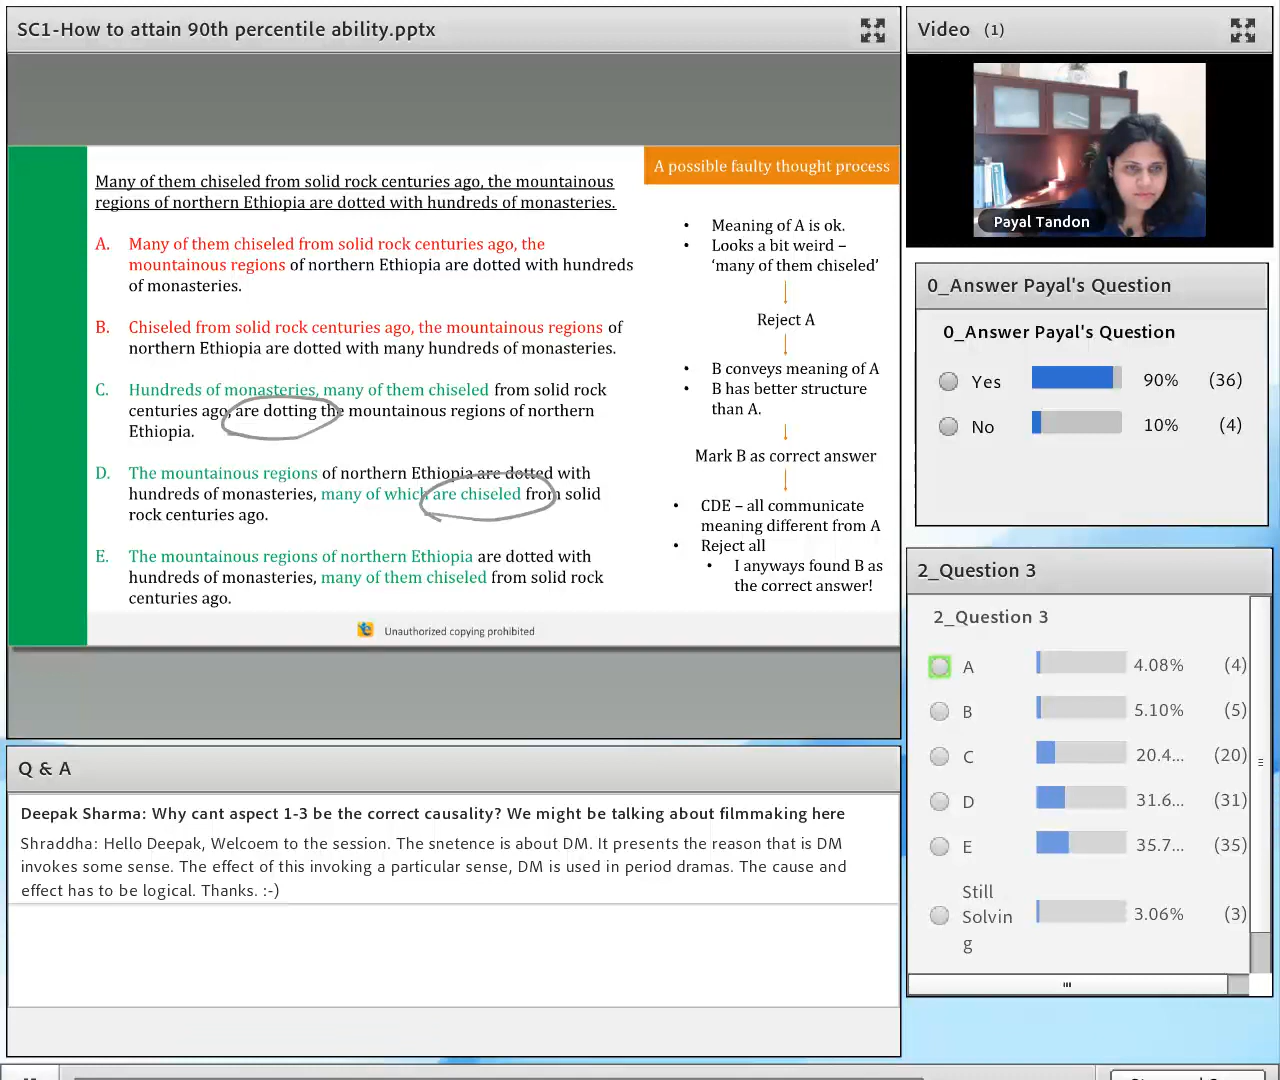 SC1-How to attain 90th percentile ability.pptx
Many of them chiseled from solid rock centuries ago, the mountainous
regions of northern Ethiopia are dotted with hundreds of monasteries.
A. Many of them chiseled from solid rock centuries ago, the
mountainous regions of northern Ethiopia are dotted with hundreds
of monasteries.
B. Chiseled from solid rock centuries ago, the mountainous regions of
northern Ethiopia are dotted with many hundreds of monasteries.
C. Hundreds of monasteries, many of them chiseled from solid rock
centuries ago, are dotting the mountainous regions of northern
Ethiopia.
D. The mountainous regions of northern Ethiopia are dotted with
hundreds of monasteries, many of which are chiseled from solid
rock centuries ago.
E. The mountainous regions of northern Ethiopia are dotted with
hundreds of monasteries, many of them chiseled from solid rock
centuries ago.
Unauthorized copying prohibited
A possible faulty thought process
• Meaning of A is ok.
• Looks a bit weird –
‘many of them chiseled’
Reject A
• B conveys meaning of A
• B has better structure
than A.
Mark B as correct answer
• CDE – all communicate
meaning different from A
• Reject all
• I anyways found B as
the correct answer!
Video (1)
Payal Tandon
0_Answer Payal's Question
0_Answer Payal's Question
Yes 90% (36)
No 10% (4)
2_Question 3
2_Question 3
A 4.08% (4)
B 5.10% (5)
C 20.4... (20)
D 31.6... (31)
E 35.7... (35)
Still
Solvin
g 3.06% (3)
Q & A
Deepak Sharma: Why cant aspect 1-3 be the correct causality? We might be talking about filmmaking here
Shraddha: Hello Deepak, Welcoem to the session. The snetence is about DM. It presents the reason that is DM
invokes some sense. The effect of this invoking a particular sense, DM is used in period dramas. The cause and
effect has to be logical. Thanks. :-)